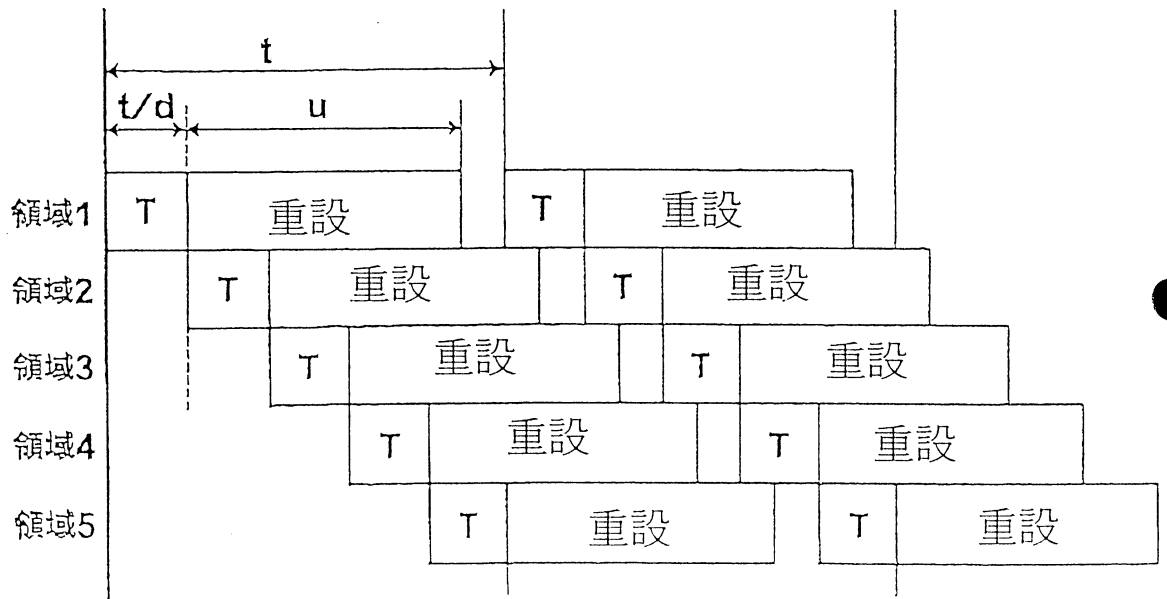 t
t/d
u
領域1 T 重設 T 重設
領域2 T 重設 T 重設
領域3 T 重設 T 重設
領域4 T 重設 T 重設
領域5 T 重設 T 重設